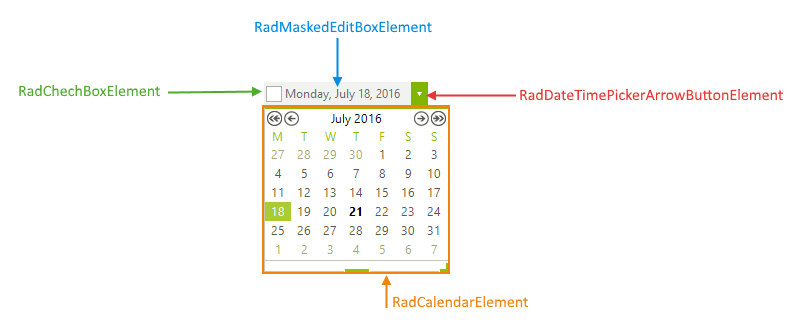 RadMaskedEditBoxElement
RadChechBoxElement
Monday, July 18, 2016
RadDateTimePickerArrowButtonElement
July 2016
M T W T F S S
27 28 29 30 1 2 3
4 5 6 7 8 9 10
11 12 13 14 15 16 17
18 19 20 21 22 23 24
25 26 27 28 29 30 31
1 2 3 4 5 6 7
RadCalendarElement